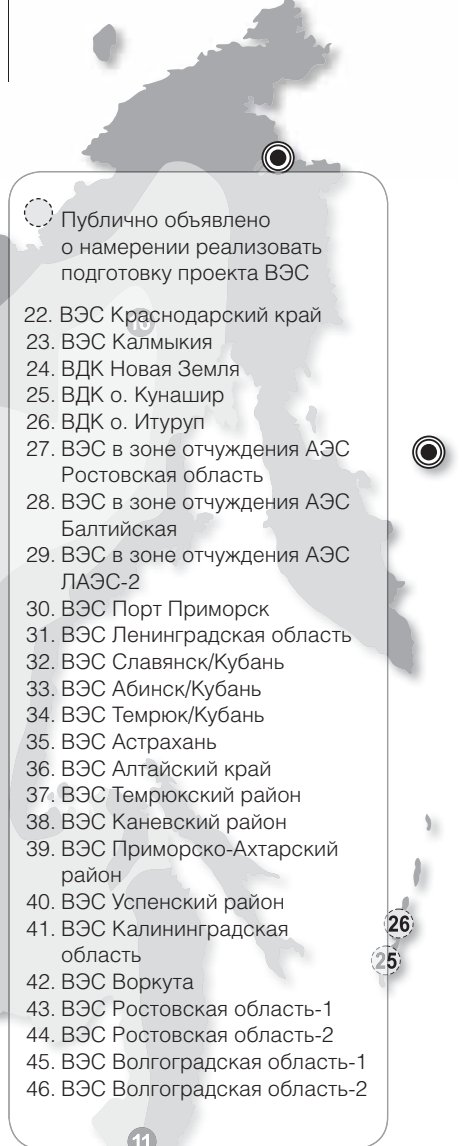 Публично объявлено
о намерении реализовать
подготовку проекта ВЭС
22. ВЭС Краснодарский край
10
23. ВЭС Калмыкия
24. ВДК Новая Земля
25. ВДК о. Кунашир
26. ВДК о. Итуруп
27. ВЭС в зоне отчуждения АЭС
Ростовская область
28. ВЭС в зоне отчуждения АЭС
Балтийская
29. ВЭС в зоне отчуждения АЭС
ЛАЭС-2
30. ВЭС Порт Приморск
31. ВЭС Ленинградская область
32. ВЭС Славянск/Кубань
33. ВЭС Абинск/Кубань
34. ВЭС Темрюк/Кубань
35. ВЭС Астрахань
36. ВЭС Алтайский край
37. ВЭС Темрюкский район
38. ВЭС Каневский район
39. ВЭС Приморско-Ахтарский
район
40. ВЭС Успенский район
41. ВЭС Калининградская
область
42. ВЭС Воркута
43. ВЭС Ростовская область-1
44. ВЭС Ростовская область-2
45. ВЭС Волгоградская область-1
46. ВЭС Волгоградская область-2
26
25
11